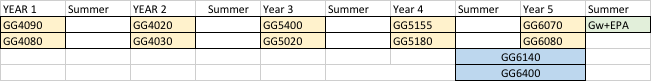 YEAR 1 Summer YEAR 2 Summer Year 3 Summer Year 4 Summer Year 5 Summer
GG4090 GG4020 GG5400 GG5155 GG6070 Gw+EPA
GG4080 GG4030 GG5020 GG5180 GG6080
GG6140
GG6400